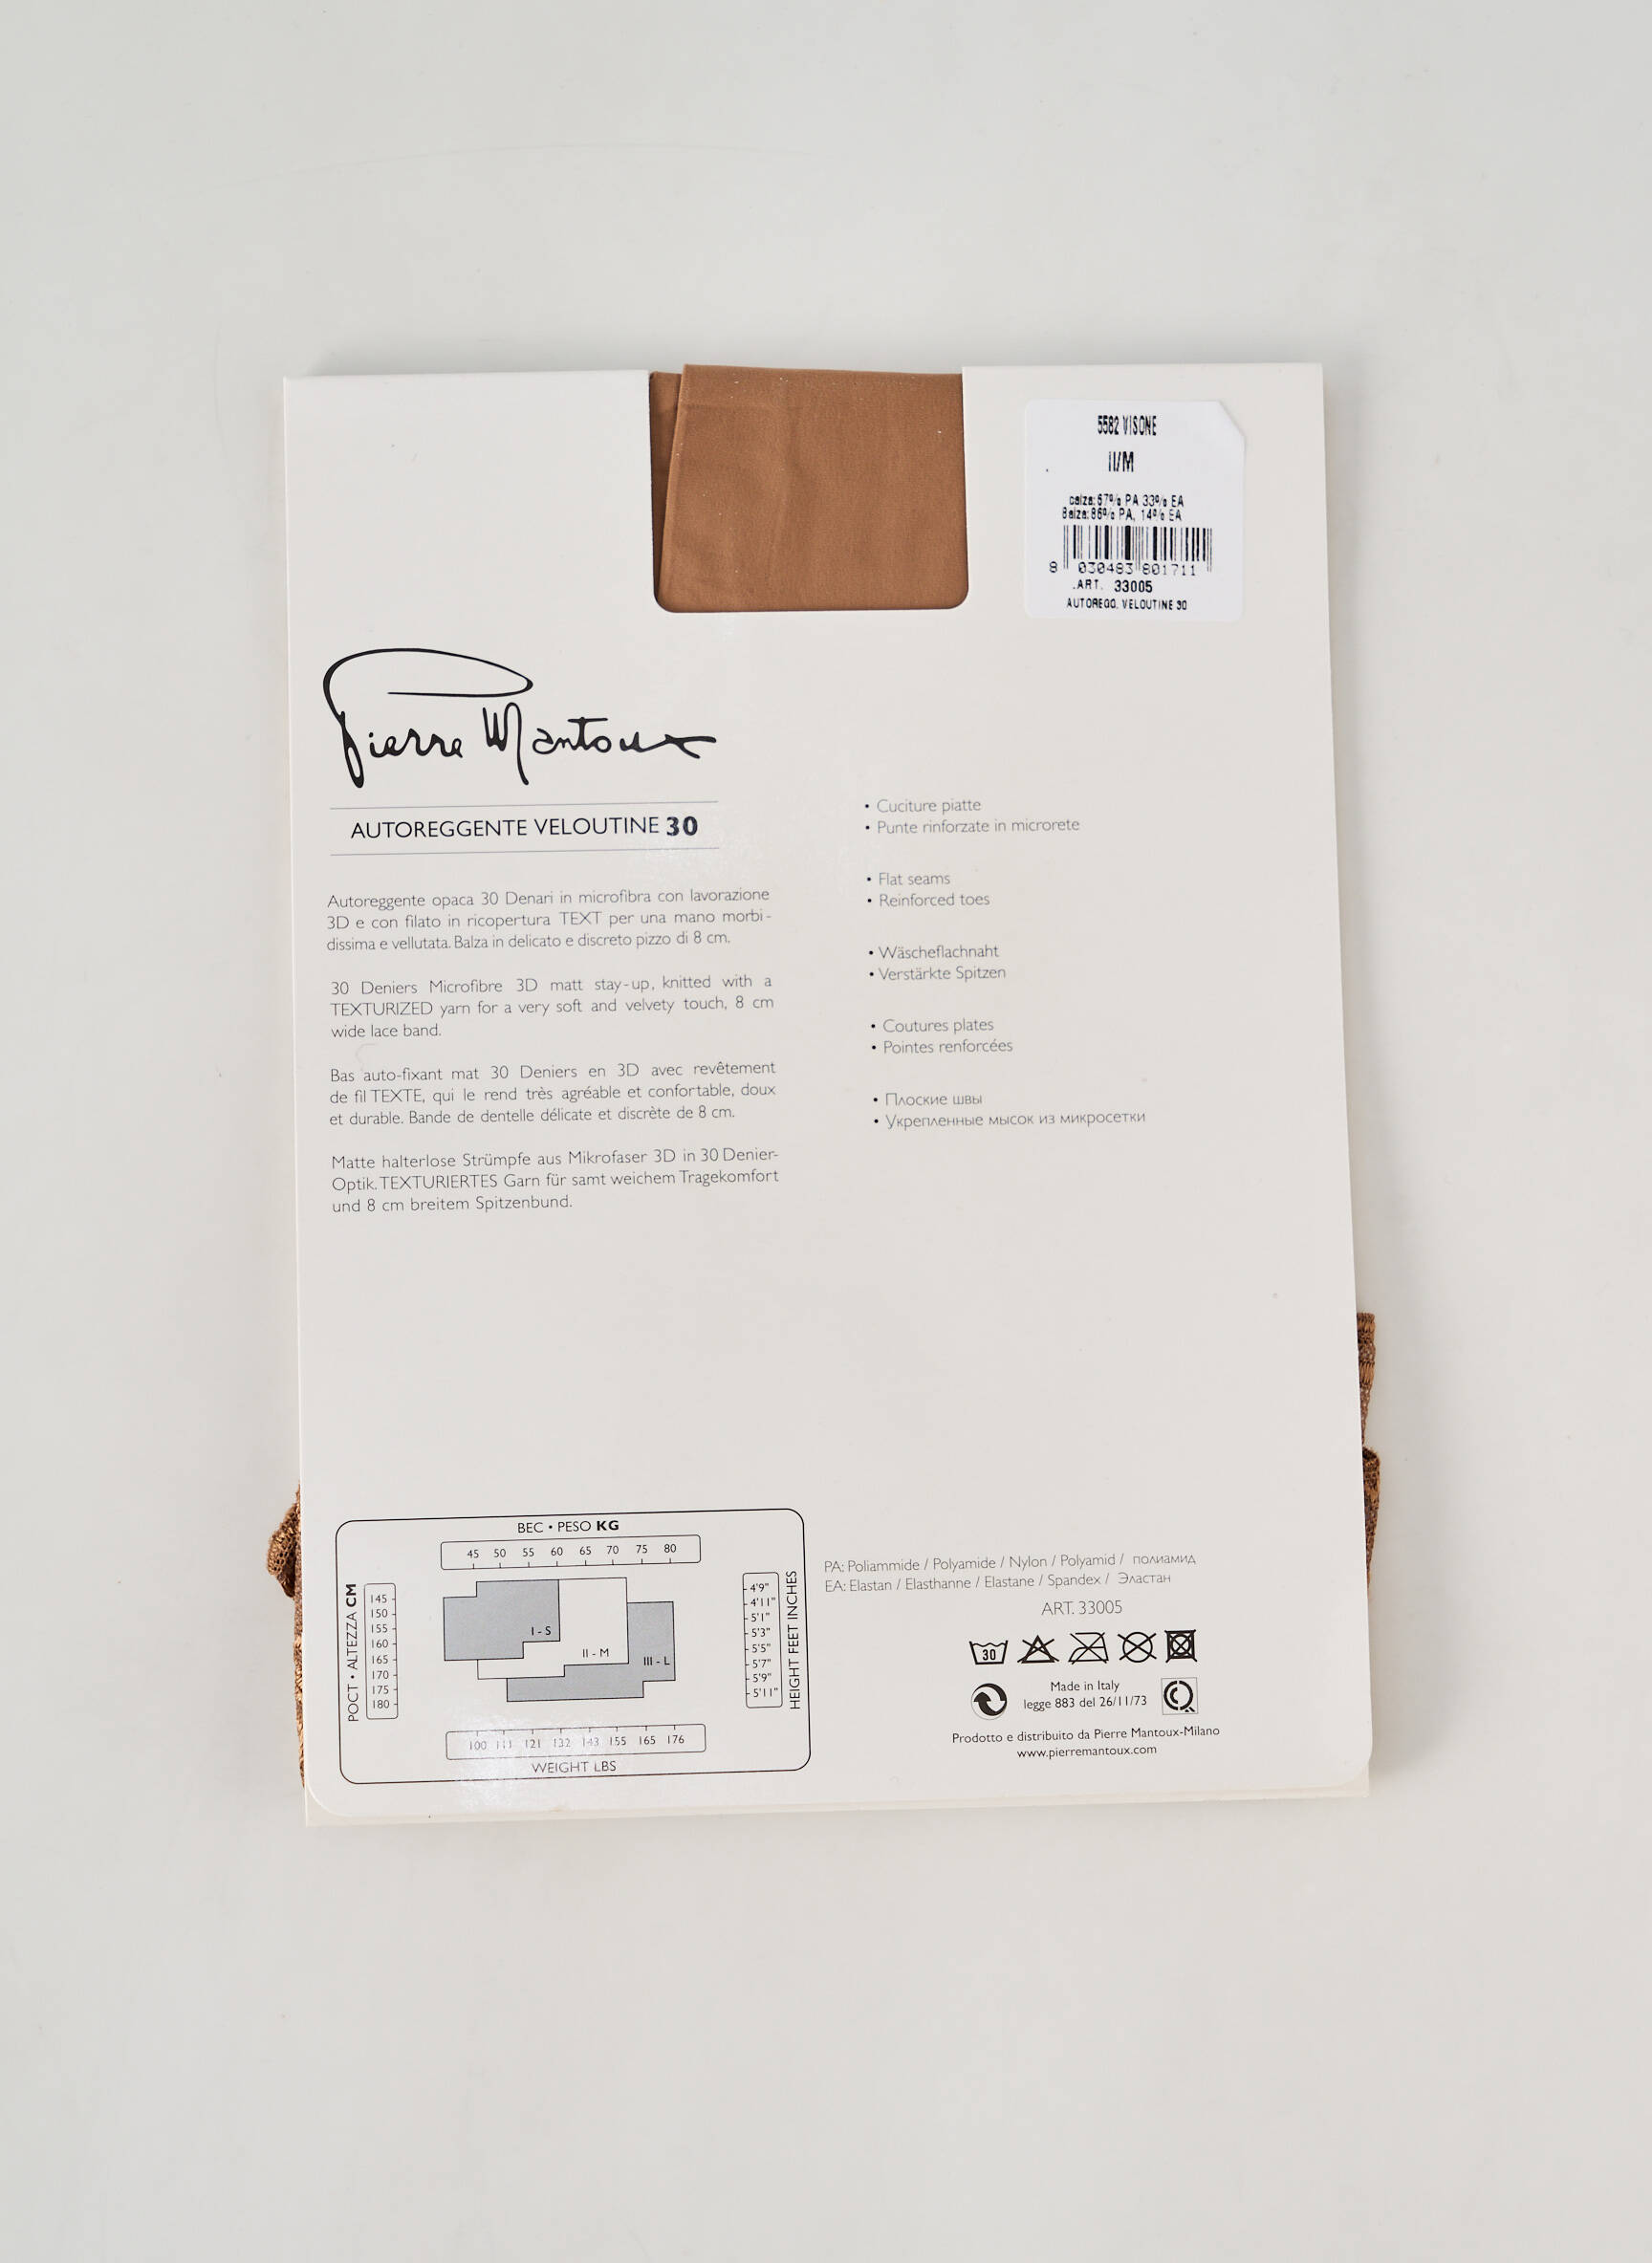 5582 VISONE
II/M
calza:67% PA 33% EA
Balza:86% PA, 14% EA
8 030483 801711
.ART. 33005
AUTOREGG. VELOUTINE 30
Pierre Mantoux
AUTOREGGENTE VELOUTINE 30
Autoreggente opaca 30 Denari in microfibra con lavorazione
3D e con filato in ricopertura TEXT per una mano morbi-
dissima e vellutata. Balza in delicato e discreto pizzo di 8 cm.
30 Deniers Microfibre 3D matt stay-up, knitted with a
TEXTURIZED yarn for a very soft and velvety touch, 8 cm
wide lace band.
Bas auto-fixant mat 30 Deniers en 3D avec revêtement
de fil TEXTE, qui le rend très agréable et confortable, doux
et durable. Bande de dentelle délicate et discrète de 8 cm.
Matte halterlose Strümpfe aus Mikrofaser 3D in 30 Denier-
Optik. TEXTURIERTES Garn für samt weichem Tragekomfort
und 8 cm breitem Spitzenbund.
• Cuciture piatte
• Punte rinforzate in microrete
• Flat seams
• Reinforced toes
• Wäscheflachnaht
• Verstärkte Spitzen
• Coutures plates
• Pointes renforcées
• Плоские швы
• Укрепленные мысок из микросетки
ВЕС • PESO KG
45 50 55 60 65 70 75 80
РОСТ • ALTEZZA CM
145
150
155
160
165
170
175
180
I - S
II - M
III - L
4'9"
4'11"
5'1"
5'3"
5'5"
5'7"
5'9"
5'11"
HEIGHT FEET INCHES
100 111 121 132 143 155 165 176
WEIGHT LBS
PA: Poliammide / Polyamide / Nylon / Polyamid / полиамид
EA: Elastan / Elasthanne / Elastane / Spandex / Эластан
ART. 33005
30
Made in Italy
legge 883 del 26/11/73
Prodotto e distribuito da Pierre Mantoux-Milano
www.pierremantoux.com